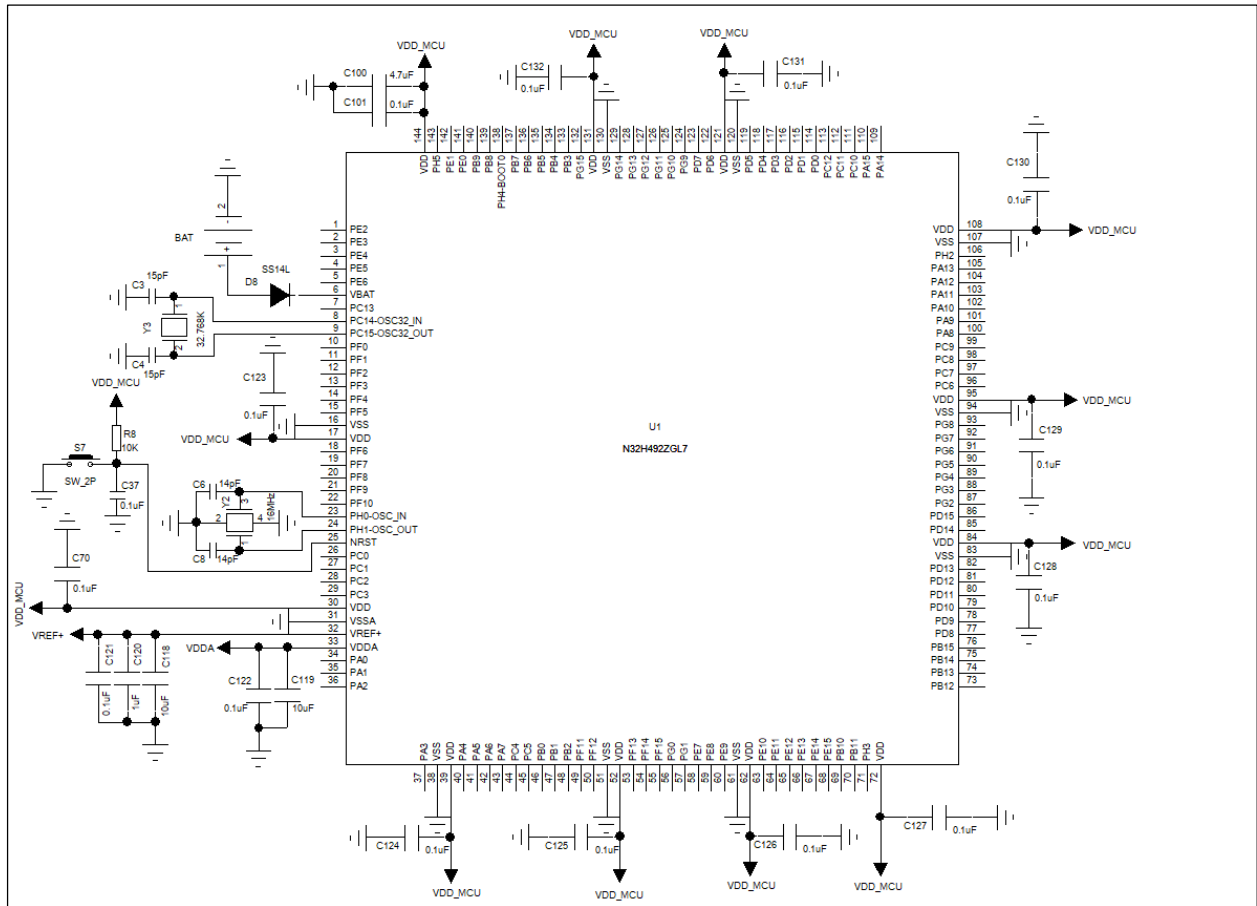 VDD_MCU
VDD_MCU
VDD_MCU
C100
4.7uF
C101
0.1uF
C132
0.1uF
C131
0.1uF
144
143
142
141
140
139
138
137
136
135
134
133
132
131
130
129
128
127
126
125
124
123
122
121
120
119
118
117
116
115
114
113
112
111
110
109
VDD
PH5
PE1
PE0
PB9
PB8
PH4-BOOT0
PB7
PB6
PB5
PB4
PB3
PG15
VDD
VSS
PG14
PG13
PG12
PG11
PG10
PG9
PD7
PD6
VDD
VSS
PD5
PD4
PD3
PD2
PD1
PD0
PC12
PC11
PC10
PA15
PA14
C130
0.1uF
2
-
BAT
+
1
SS14L
D8
C3
15pF
1
Y3
32.768K
2
C4
15pF
VDD_MCU
C123
0.1uF
VDD_MCU
R8
10K
S7
SW_2P
C37
0.1uF
C6
14pF
Y2
3
16MHz
2
4
1
C8
14pF
C70
0.1uF
VDD_MCU
VREF+
C121
C120
C118
0.1uF
1uF
10uF
VDDA
C122
0.1uF
C119
10uF
1 PE2
2 PE3
3 PE4
4 PE5
5 PE6
6 VBAT
7 PC13
8 PC14-OSC32_IN
9 PC15-OSC32_OUT
10 PF0
11 PF1
12 PF2
13 PF3
14 PF4
15 PF5
16 VSS
17 VDD
18 PF6
19 PF7
20 PF8
21 PF9
22 PF10
23 PH0-OSC_IN
24 PH1-OSC_OUT
25 NRST
26 PC0
27 PC1
28 PC2
29 PC3
30 VDD
31 VSSA
32 VREF+
33 VDDA
34 PA0
35 PA1
36 PA2
U1
N32H492ZGL7
VDD 108
VSS 107
PH2 106
PA13 105
PA12 104
PA11 103
PA10 102
PA9 101
PA8 100
PC9 99
PC8 98
PC7 97
PC6 96
VDD 95
VSS 94
PG8 93
PG7 92
PG6 91
PG5 90
PG4 89
PG3 88
PG2 87
PD15 86
PD14 85
VDD 84
VSS 83
PD13 82
PD12 81
PD11 80
PD10 79
PD9 78
PD8 77
PB15 76
PB14 75
PB13 74
PB12 73
VDD_MCU
VDD_MCU
C129
0.1uF
VDD_MCU
C128
0.1uF
PA3
VSS
VDD
PA4
PA5
PA6
PA7
PC4
PC5
PB0
PB1
PB2
PF11
PF12
VSS
VDD
PF13
PF14
PF15
PG0
PG1
PE7
PE8
PE9
VSS
VDD
PE10
PE11
PE12
PE13
PE14
PE15
PB10
PB11
PH3
VDD
37
38
39
40
41
42
43
44
45
46
47
48
49
50
51
52
53
54
55
56
57
58
59
60
61
62
63
64
65
66
67
68
69
70
71
72
C124
0.1uF
C125
0.1uF
C126
0.1uF
C127
0.1uF
VDD_MCU
VDD_MCU
VDD_MCU
VDD_MCU